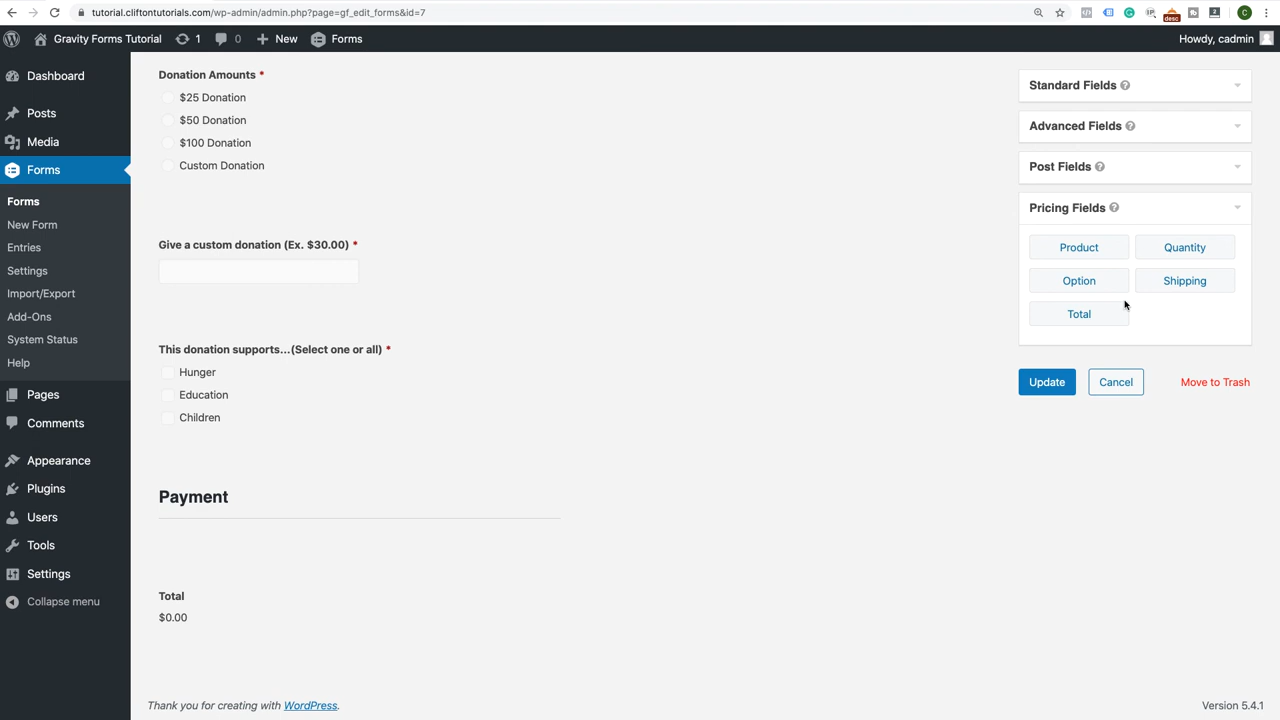 tutorial.cliftontutorials.com/wp-admin/admin.php?page=gf_edit_forms&id=7
Gravity Forms Tutorial 1 0 New Forms Howdy, cadmin
Dashboard
Posts
Media
Forms
Forms
New Form
Entries
Settings
Import/Export
Add-Ons
System Status
Help
Pages
Comments
Appearance
Plugins
Users
Tools
Settings
Collapse menu
Donation Amounts *
$25 Donation
$50 Donation
$100 Donation
Custom Donation
Give a custom donation (Ex. $30.00) *
This donation supports...(Select one or all) *
Hunger
Education
Children
Payment
Total
$0.00
Standard Fields ?
Advanced Fields ?
Post Fields ?
Pricing Fields ?
Product Quantity
Option Shipping
Total
Update Cancel Move to Trash
Thank you for creating with WordPress. Version 5.4.1